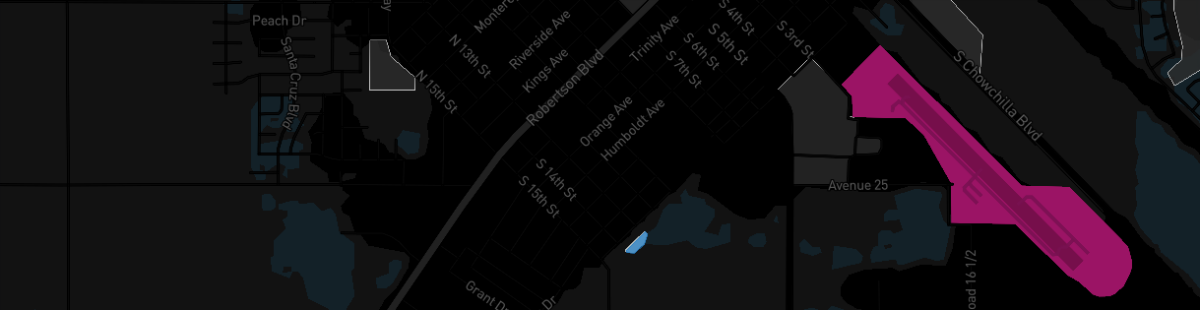 Peach Dr
Santa Cruz Blvd
ay
N 15th St
N 13th St
Monterey
Riverside Ave
Kings Ave
Robertson Blvd
Trinity Ave
S 4th St
S 5th St
S 6th St
S 7th St
S 3rd St
Orange Ave
Humboldt Ave
S 14th St
S 15th St
S Chowchilla Blvd
Avenue 25
oad 16 1/2
Grant Dr
Dr